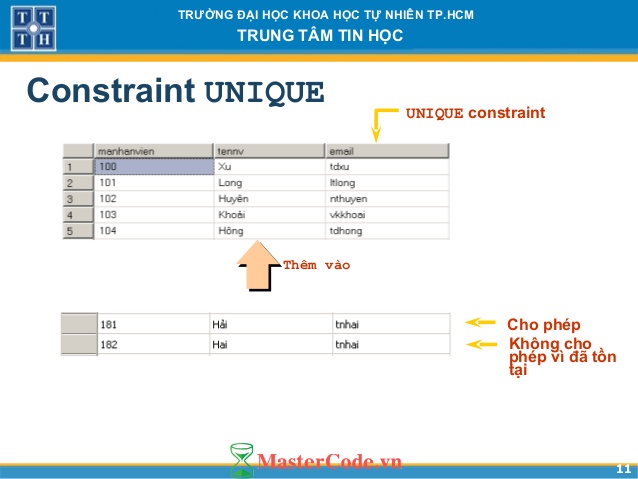 TRƯỜNG ĐẠI HỌC KHOA HỌC TỰ NHIÊN TP.HCM
TRUNG TÂM TIN HỌC
T T
T H
Constraint UNIQUE
UNIQUE constraint
manhanvien tennv email
1 100 Xu tdxu
2 101 Long ltlong
3 102 Huyên nthuyen
4 103 Khoải vkkhoai
5 104 Hông tdhong
Thêm vào
181 Hải tnhai
182 Hai tnhai
Cho phép
Không cho
phép vì đã tồn
tại
MasterCode.vn
11